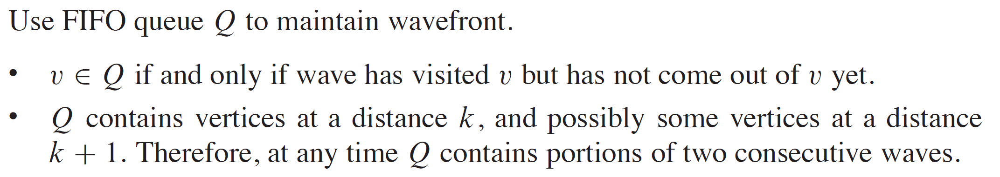 Use FIFO queue Q to maintain wavefront.
• v ∈ Q if and only if wave has visited v but has not come out of v yet.
• Q contains vertices at a distance k, and possibly some vertices at a distance
k + 1. Therefore, at any time Q contains portions of two consecutive waves.